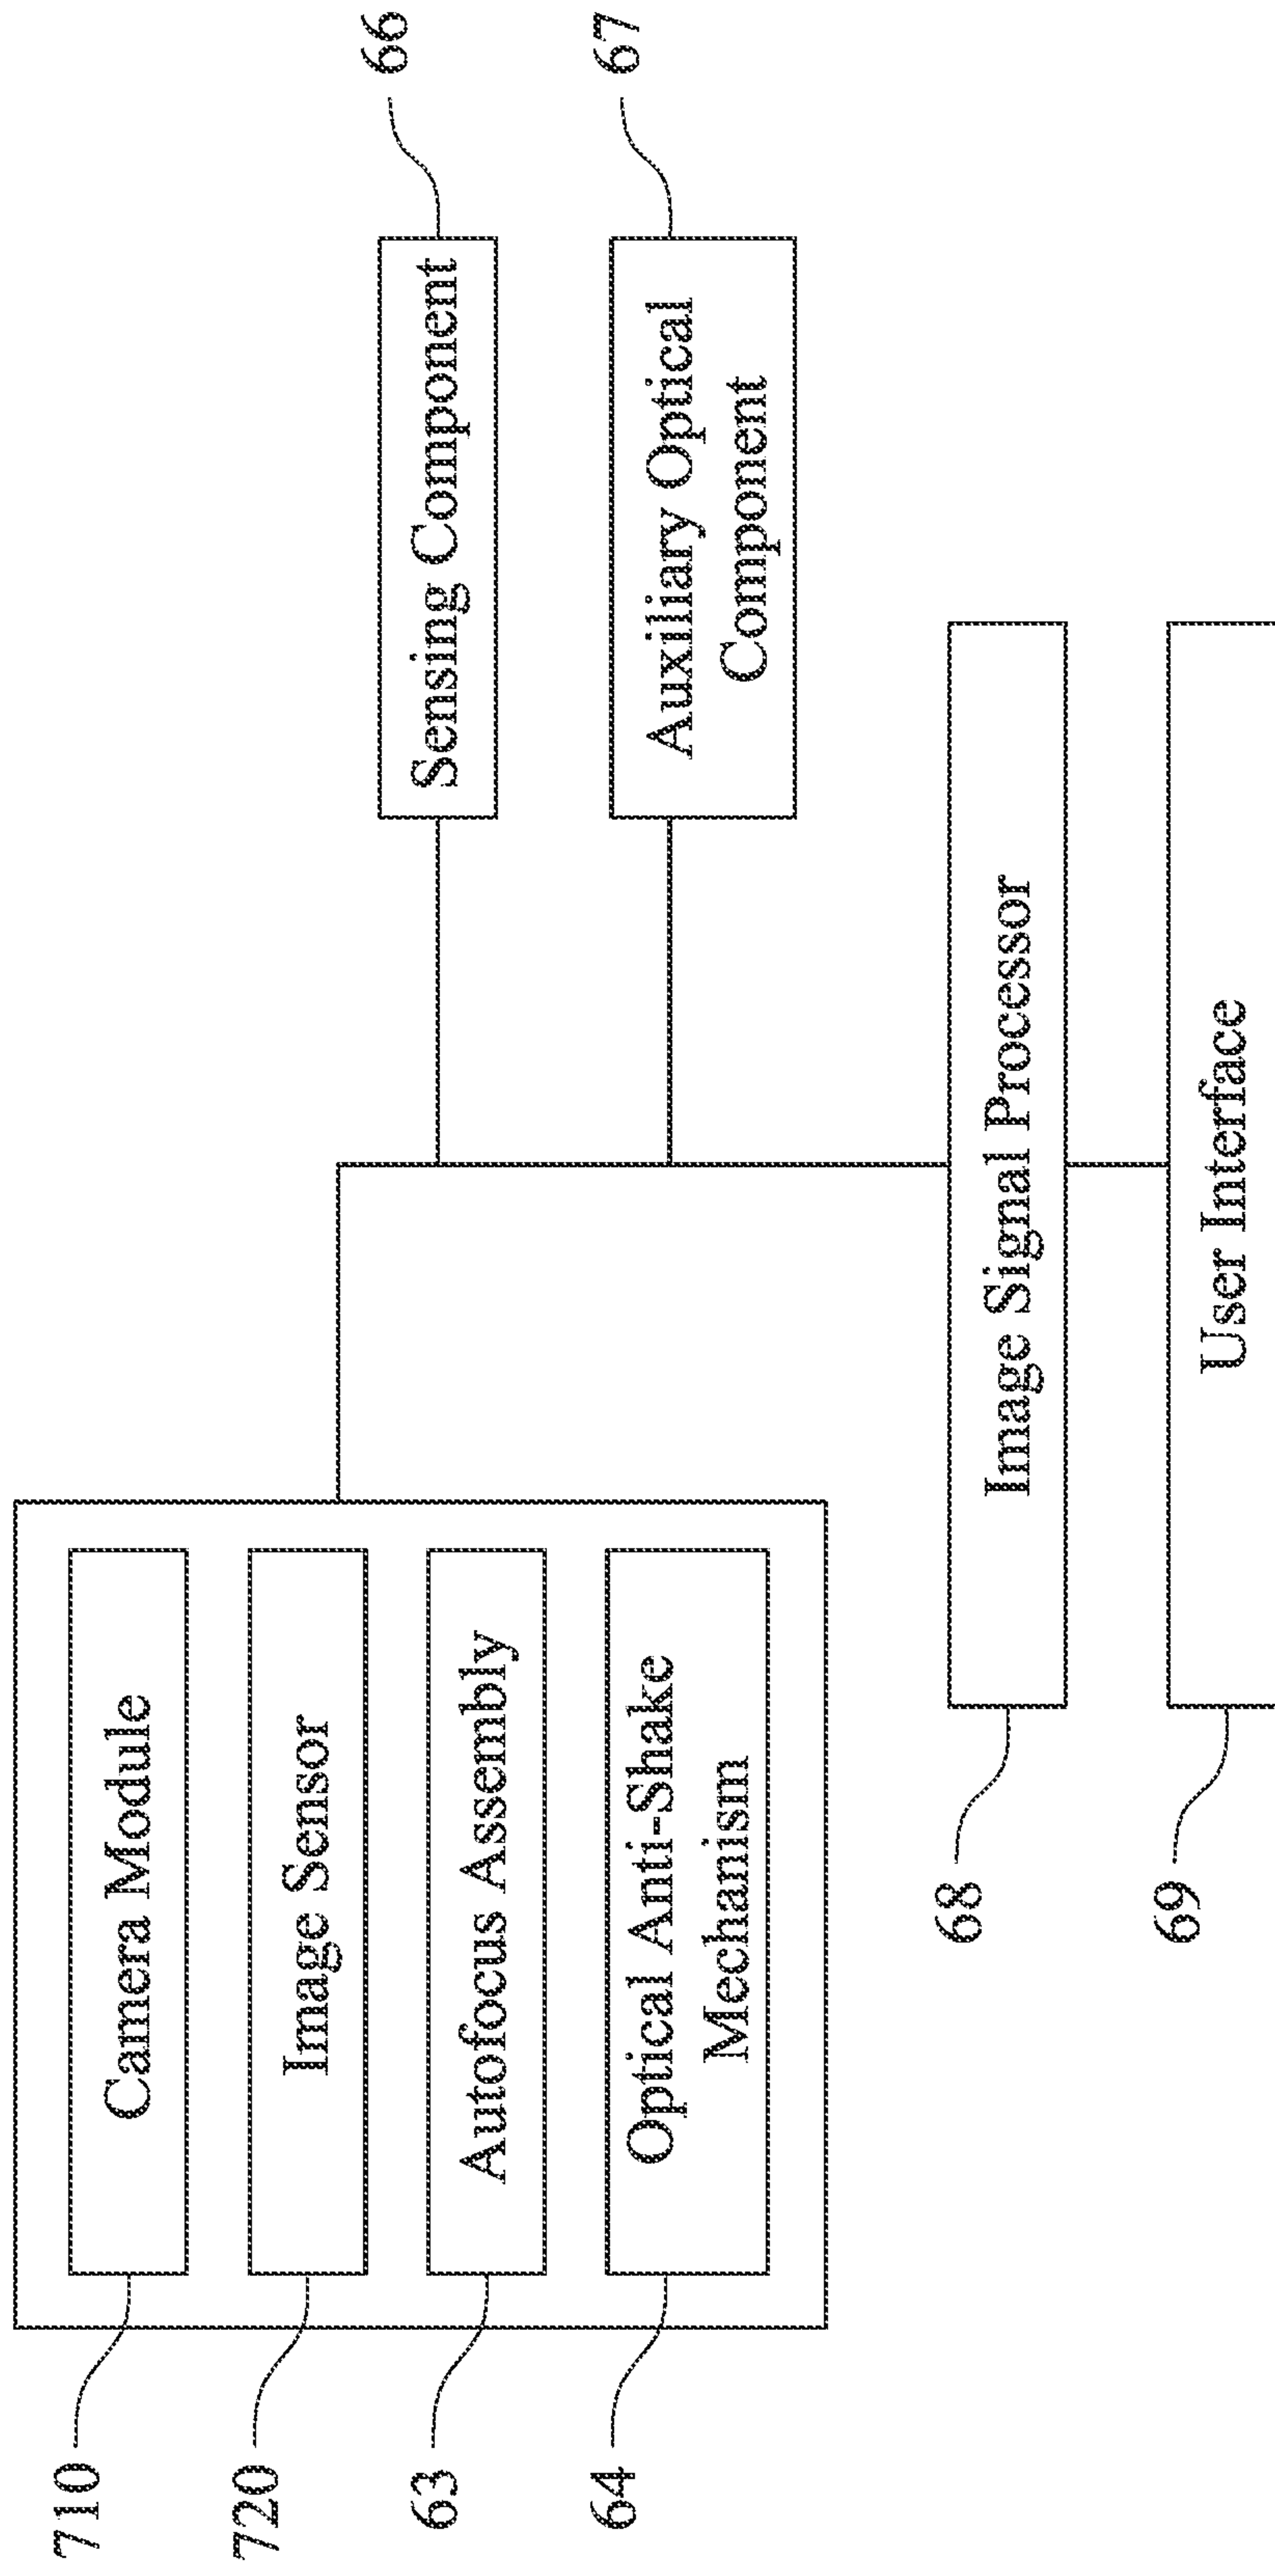 710
Camera Module
720
Image Sensor
63
Autofocus Assembly
64
Optical Anti-Shake
Mechanism
Sensing Component
66
Auxiliary Optical
Component
67
68
Image Signal Processor
69
User Interface